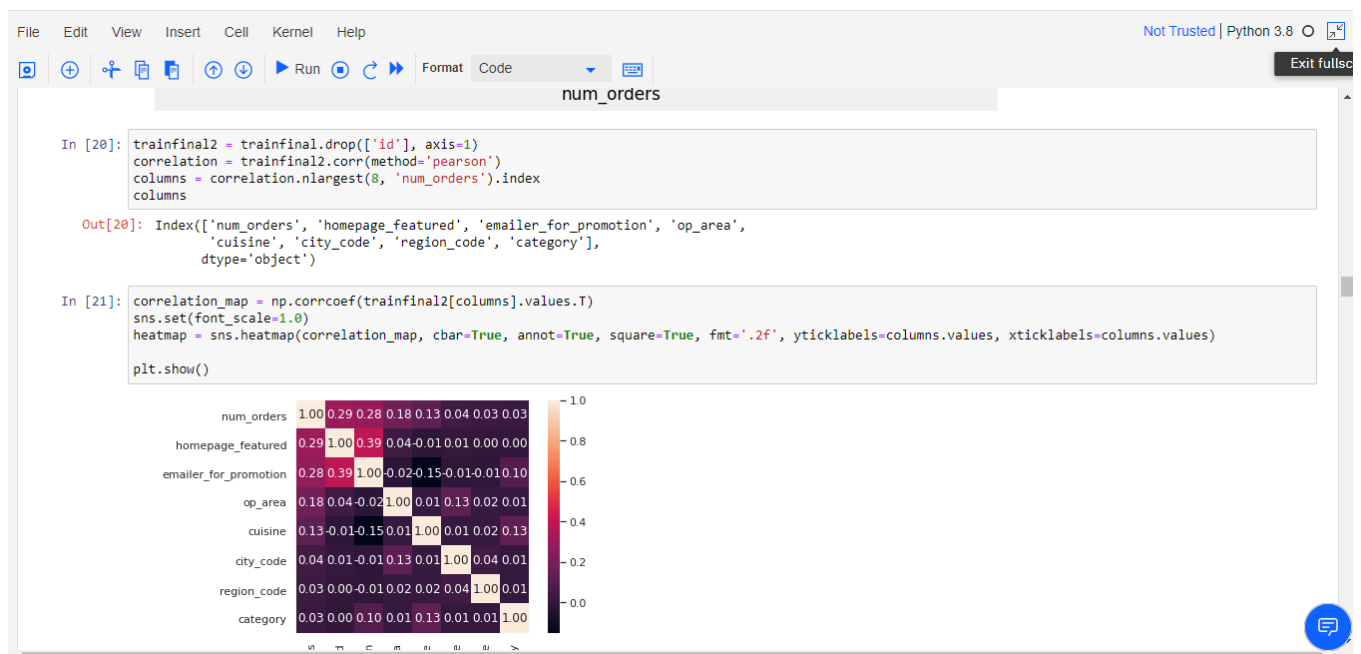 File Edit View Insert Cell Kernel Help Not Trusted | Python 3.8
Run Format Code
Exit fullsc
num_orders
In [20]: trainfinal2 = trainfinal.drop(['id'], axis=1)
correlation = trainfinal2.corr(method='pearson')
columns = correlation.nlargest(8, 'num_orders').index
columns
Out[20]: Index(['num_orders', 'homepage_featured', 'emailer_for_promotion', 'op_area',
'cuisine', 'city_code', 'region_code', 'category'],
dtype='object')
In [21]: correlation_map = np.corrcoef(trainfinal2[columns].values.T)
sns.set(font_scale=1.0)
heatmap = sns.heatmap(correlation_map, cbar=True, annot=True, square=True, fmt='.2f', yticklabels=columns.values, xticklabels=columns.values)
plt.show()
num_orders 1.00 0.29 0.28 0.18 0.13 0.04 0.03 0.03
homepage_featured 0.29 1.00 0.39 0.04 -0.01 0.01 0.00 0.00
emailer_for_promotion 0.28 0.39 1.00 -0.02 -0.15 -0.01 -0.01 0.10
op_area 0.18 0.04 -0.02 1.00 0.01 0.13 0.02 0.01
cuisine 0.13 -0.01 -0.15 0.01 1.00 0.01 0.02 0.13
city_code 0.04 0.01 -0.01 0.13 0.01 1.00 0.04 0.01
region_code 0.03 0.00 -0.01 0.02 0.02 0.04 1.00 0.01
category 0.03 0.00 0.10 0.01 0.13 0.01 0.01 1.00
1.0
0.8
0.6
0.4
0.2
0.0